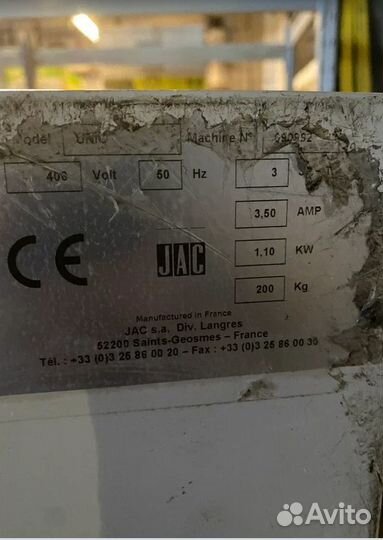 odel UNIC Machine N° 690952
400 Volt 50 Hz 3
3,50 AMP
CE JAC 1,10 KW
200 Kg
Manufactured in France
JAC s.a. Div. Langres
52200 Saints-Geosmes – France
Tél. : +33 (0)3 25 86 00 20 – Fax : +33 (0)3 25 86 00 30
Avito